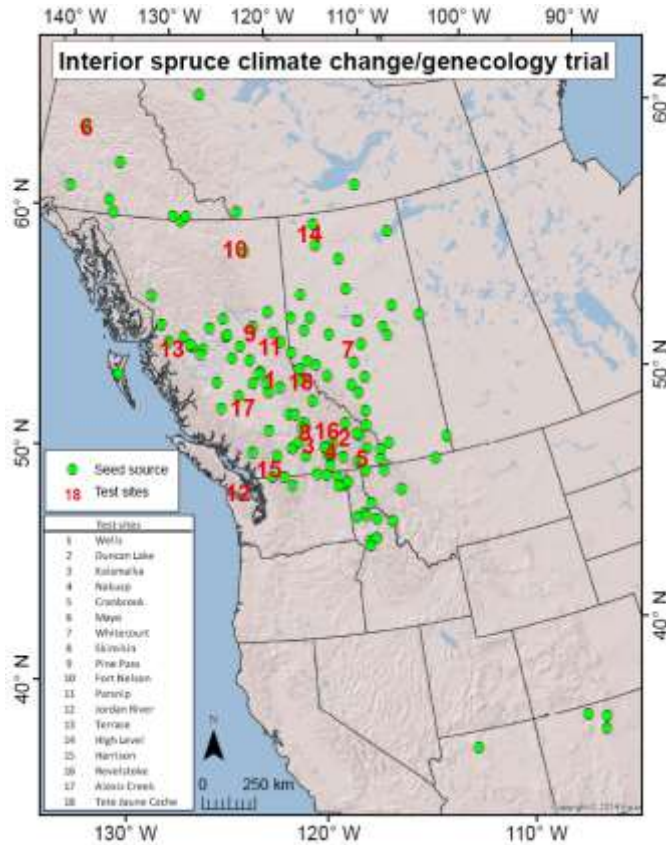 140° W 130° W 120° W 110° W 100° W 90° W
Interior spruce climate change/genecology trial
60° N
60° N
50° N
50° N
40° N
40° N
6
10
14
13
9
11
7
1
18
17
8
16
2
3
4
5
15
12
Seed source
18 Test sites
Test sites
1 Wells
2 Duncan Lake
3 Kalamalka
4 Nakusp
5 Cranbrook
6 Mayo
7 Whitecourt
8 Skimikin
9 Pine Pass
10 Fort Nelson
11 Parsnip
12 Jordan River
13 Terrace
14 High Level
15 Harrison
16 Revelstoke
17 Alexis Creek
18 Tete Jaune Cache
N
0 250 km
130° W 120° W 110° W